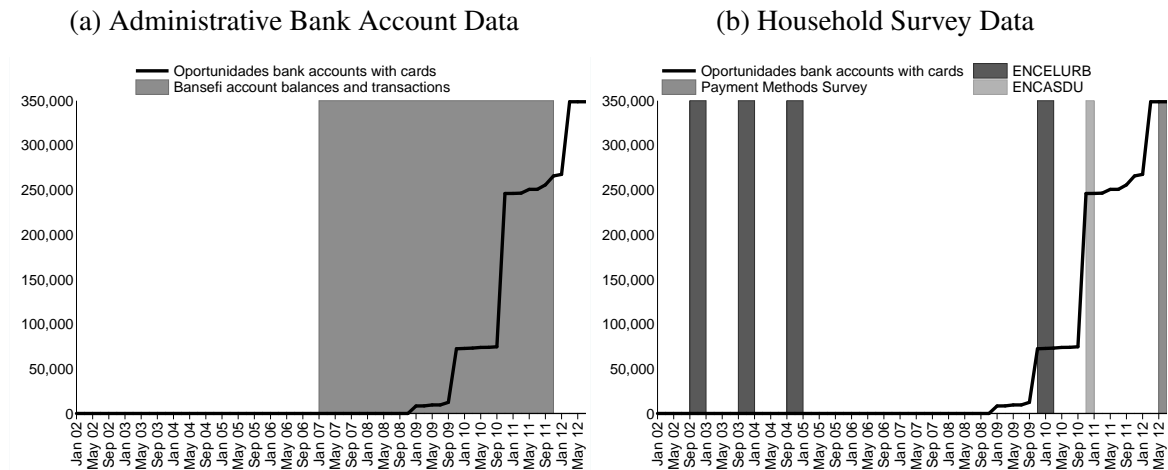 (a) Administrative Bank Account Data
Oportunidades bank accounts with cards
Bansefi account balances and transactions
350,000
300,000
250,000
200,000
150,000
100,000
50,000
0
Jan 02
May 02
Sep 02
Jan 03
May 03
Sep 03
Jan 04
May 04
Sep 04
Jan 05
May 05
Sep 05
Jan 06
May 06
Sep 06
Jan 07
May 07
Sep 07
Jan 08
May 08
Sep 08
Jan 09
May 09
Sep 09
Jan 10
May 10
Sep 10
Jan 11
May 11
Sep 11
Jan 12
May 12
(b) Household Survey Data
Oportunidades bank accounts with cards
Payment Methods Survey
ENCELURB
ENCASDU
350,000
300,000
250,000
200,000
150,000
100,000
50,000
0
Jan 02
May 02
Sep 02
Jan 03
May 03
Sep 03
Jan 04
May 04
Sep 04
Jan 05
May 05
Sep 05
Jan 06
May 06
Sep 06
Jan 07
May 07
Sep 07
Jan 08
May 08
Sep 08
Jan 09
May 09
Sep 09
Jan 10
May 10
Sep 10
Jan 11
May 11
Sep 11
Jan 12
May 12